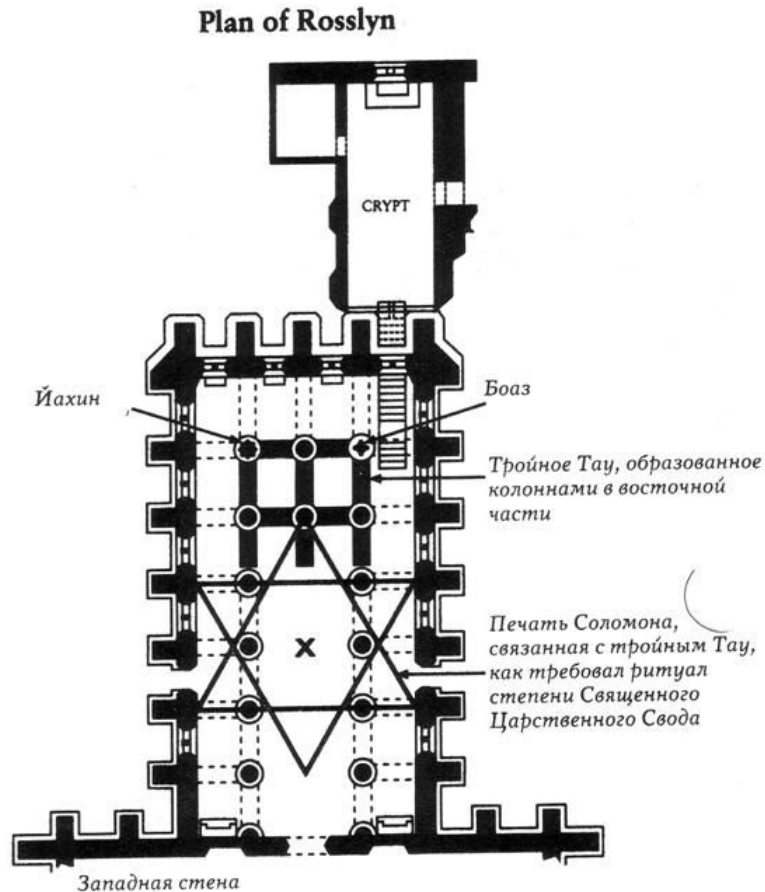 Plan of Rosslyn
CRYPT
Йахин
Боаз
Тройное Тау, образованное
колоннами в восточной
части
X
Печать Соломона,
связанная с тройным Тау,
как требовал ритуал
степени Священного
Царственного Свода
Западная стена